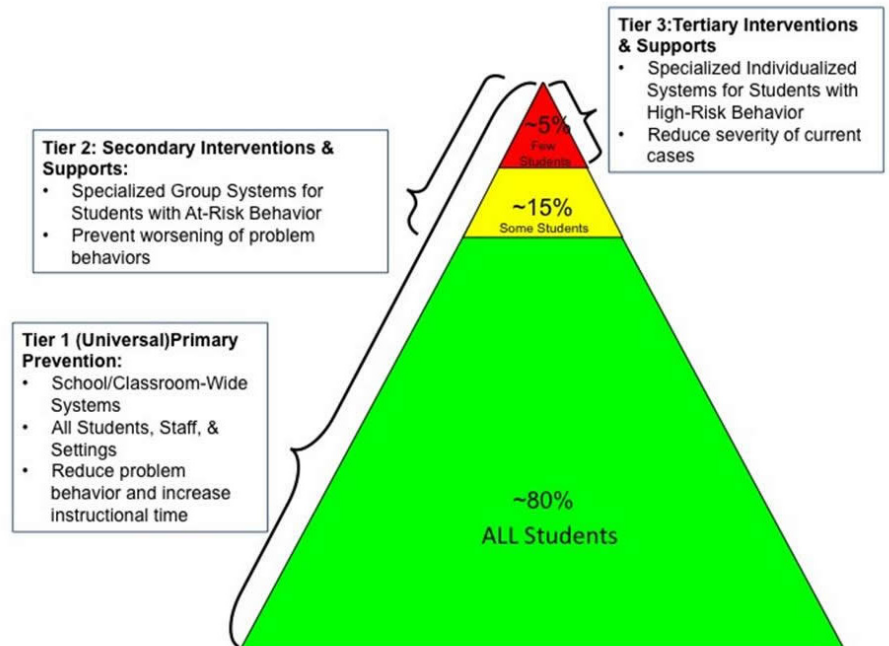 Tier 3:Tertiary Interventions
& Supports
• Specialized Individualized
Systems for Students with
High-Risk Behavior
• Reduce severity of current
cases
~5%
Few
Students
Tier 2: Secondary Interventions &
Supports:
• Specialized Group Systems for
Students with At-Risk Behavior
• Prevent worsening of problem
behaviors
~15%
Some Students
Tier 1 (Universal)Primary
Prevention:
• School/Classroom-Wide
Systems
• All Students, Staff, &
Settings
• Reduce problem
behavior and increase
instructional time
~80%
ALL Students